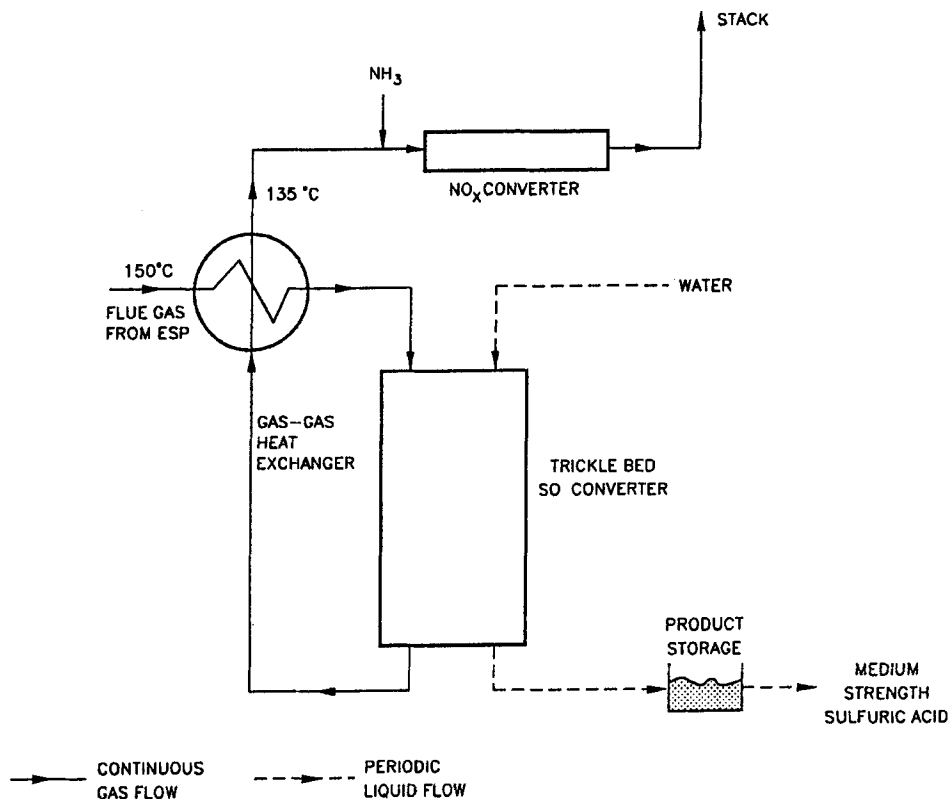 STACK
NH3
NOX CONVERTER
135 °C
150°C
FLUE GAS
FROM ESP
WATER
GAS-GAS
HEAT
EXCHANGER
TRICKLE BED
SO CONVERTER
PRODUCT
STORAGE
MEDIUM
STRENGTH
SULFURIC ACID
CONTINUOUS
GAS FLOW
PERIODIC
LIQUID FLOW